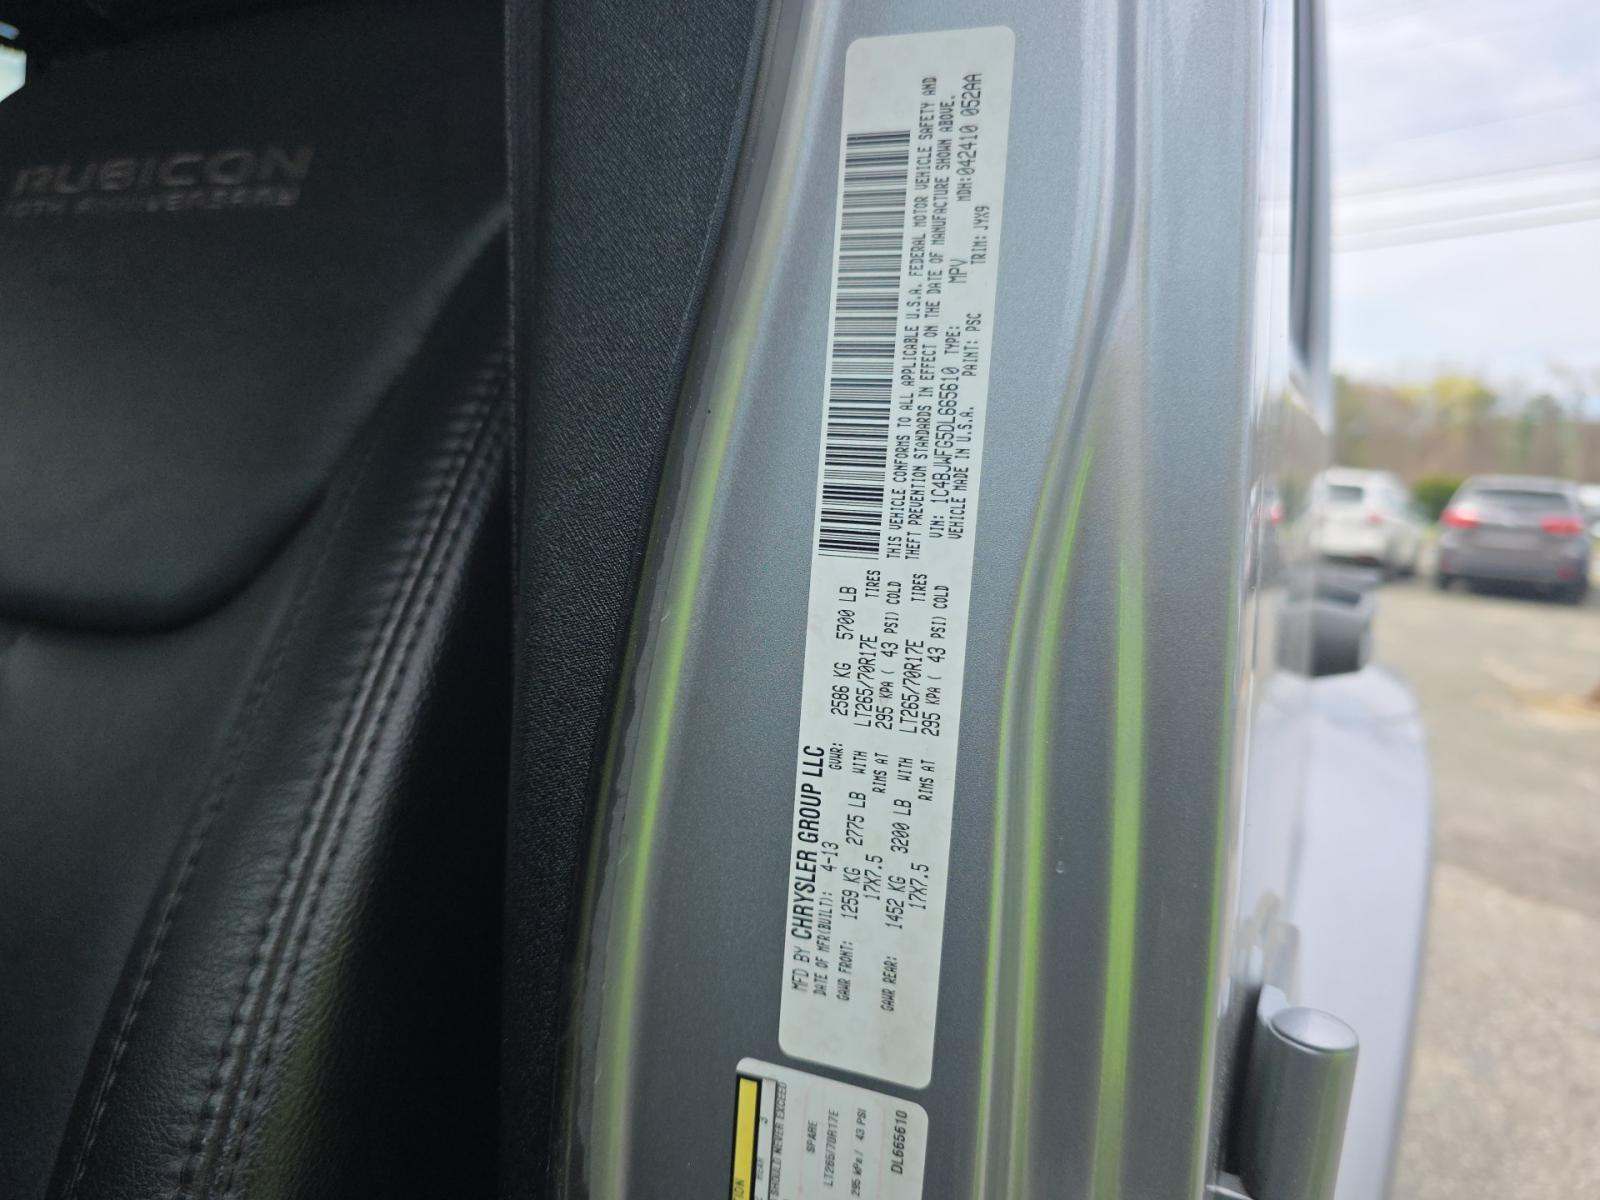 RUBICON
MFD BY CHRYSLER GROUP LLC
DATE OF MFR(BUILT): 4-13 GVWR: 2586 KG 5700 LB
GAWR FRONT: 1259 KG 2775 LB WITH LT265/70R17E TIRES
17X7.5 RIMS AT 295 KPA ( 43 PSI) COLD
GAWR REAR: 1452 KG 3200 LB WITH LT265/70R17E TIRES
17X7.5 RIMS AT 295 KPA ( 43 PSI) COLD
THIS VEHICLE CONFORMS TO ALL APPLICABLE U.S.A. FEDERAL MOTOR VEHICLE SAFETY AND
THEFT PREVENTION STANDARDS IN EFFECT ON THE DATE OF MANUFACTURE SHOWN ABOVE.
VIN: 1C4BJWFG5DL665610 TYPE: MPV MDH:042410 052AA
VEHICLE MADE IN U.S.A. PAINT: PSC TRIM: JYX9
REAR 3
SHOULD NEVER EXCEED
SPARE
LT265/70R17E
295 KPa/ 43 PSI
DL665610